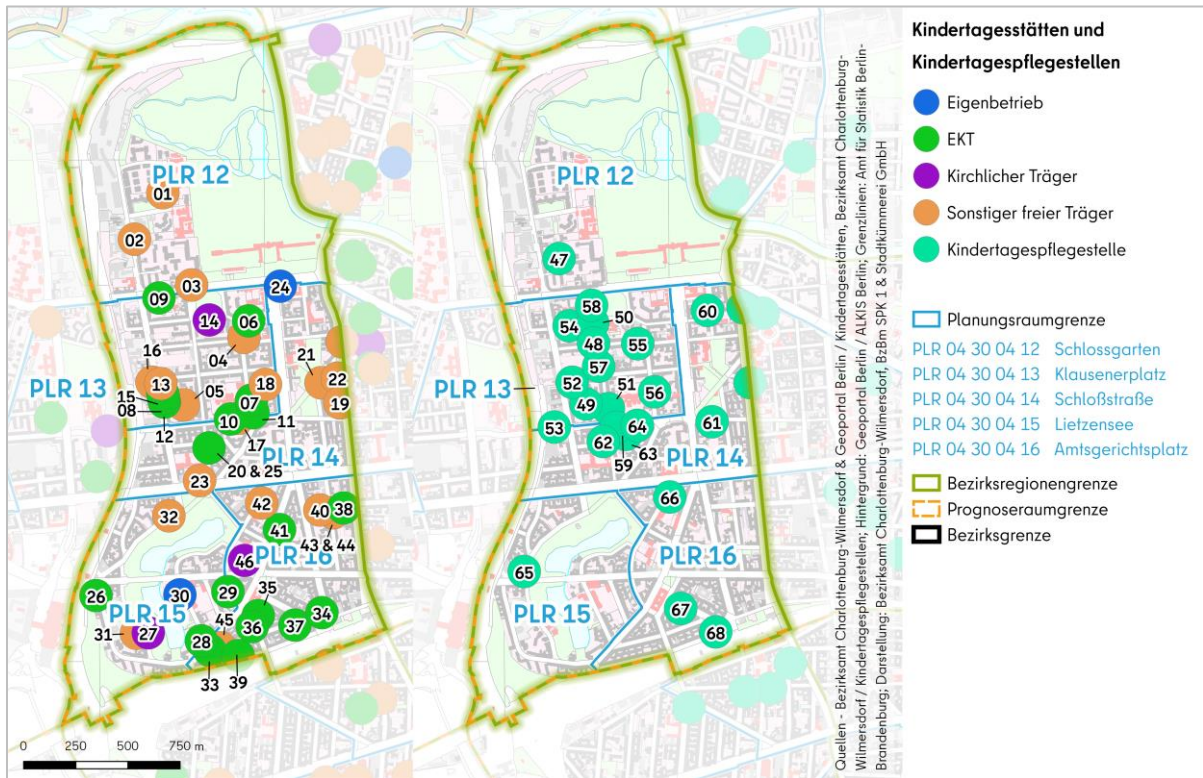 PLR 12
01
02
03
09
24
14
06
04
16
21
PLR 13
13
18
22
15
05
07
19
08
10
11
12
17
PLR 14
20 & 25
23
42
40
38
32
41
43 & 44
46
PLR 16
26
30
29
35
PLR 15
34
31
27
28
45
36
37
33
39
0 250 500 750 m
PLR 12
47
58
50
60
54
48
55
57
PLR 13
52
51
56
49
53
64
61
62
63
59
PLR 14
66
PLR 16
65
PLR 15
67
68
Quellen - Bezirksamt Charlottenburg-Wilmersdorf & Geoportal Berlin / Kindertagesstätten, Bezirksamt Charlottenburg-
Wilmersdorf / Kindertagespflegestellen; Hintergrund: Geoportal Berlin / ALKIS Berlin; Grenzlinien: Amt für Statistik Berlin-
Brandenburg; Darstellung: Bezirksamt Charlottenburg-Wilmersdorf, BzBm SPK 1 & Stadtkümmerei GmbH
Kindertagesstätten und
Kindertagespflegestellen
Eigenbetrieb
EKT
Kirchlicher Träger
Sonstiger freier Träger
Kindertagespflegestelle
Planungsraumgrenze
PLR 04 30 04 12 Schlossgarten
PLR 04 30 04 13 Klausenerplatz
PLR 04 30 04 14 Schloßstraße
PLR 04 30 04 15 Lietzensee
PLR 04 30 04 16 Amtsgerichtsplatz
Bezirksregionengrenze
Prognoseraumgrenze
Bezirksgrenze